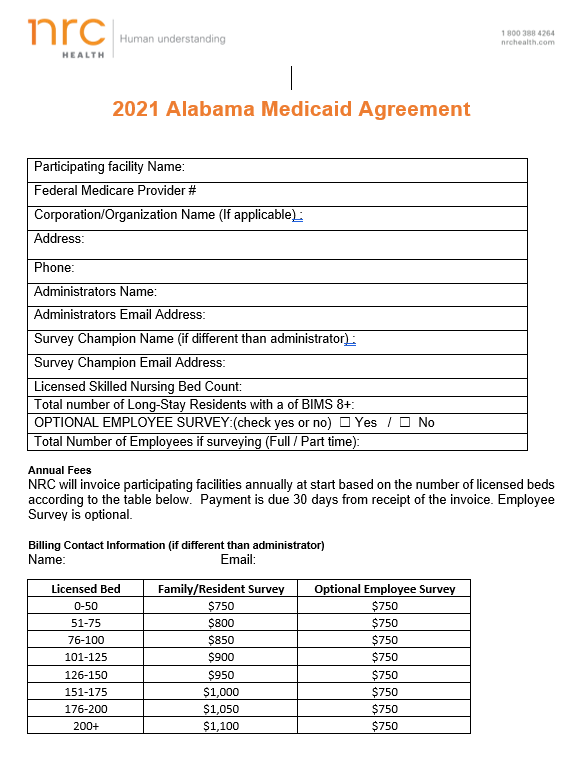 nrc
HEALTH
Human understanding
1 800 388 4264
nrchealth.com
2021 Alabama Medicaid Agreement
Participating facility Name:
Federal Medicare Provider #
Corporation/Organization Name (If applicable) :
Address:
Phone:
Administrators Name:
Administrators Email Address:
Survey Champion Name (if different than administrator) :
Survey Champion Email Address:
Licensed Skilled Nursing Bed Count:
Total number of Long-Stay Residents with a of BIMS 8+:
OPTIONAL EMPLOYEE SURVEY:(check yes or no) ☐ Yes / ☐ No
Total Number of Employees if surveying (Full / Part time):
Annual Fees
NRC will invoice participating facilities annually at start based on the number of licensed beds
according to the table below. Payment is due 30 days from receipt of the invoice. Employee
Survey is optional.
Billing Contact Information (if different than administrator)
Name: Email:
Licensed Bed Family/Resident Survey Optional Employee Survey
0-50 $750 $750
51-75 $800 $750
76-100 $850 $750
101-125 $900 $750
126-150 $950 $750
151-175 $1,000 $750
176-200 $1,050 $750
200+ $1,100 $750